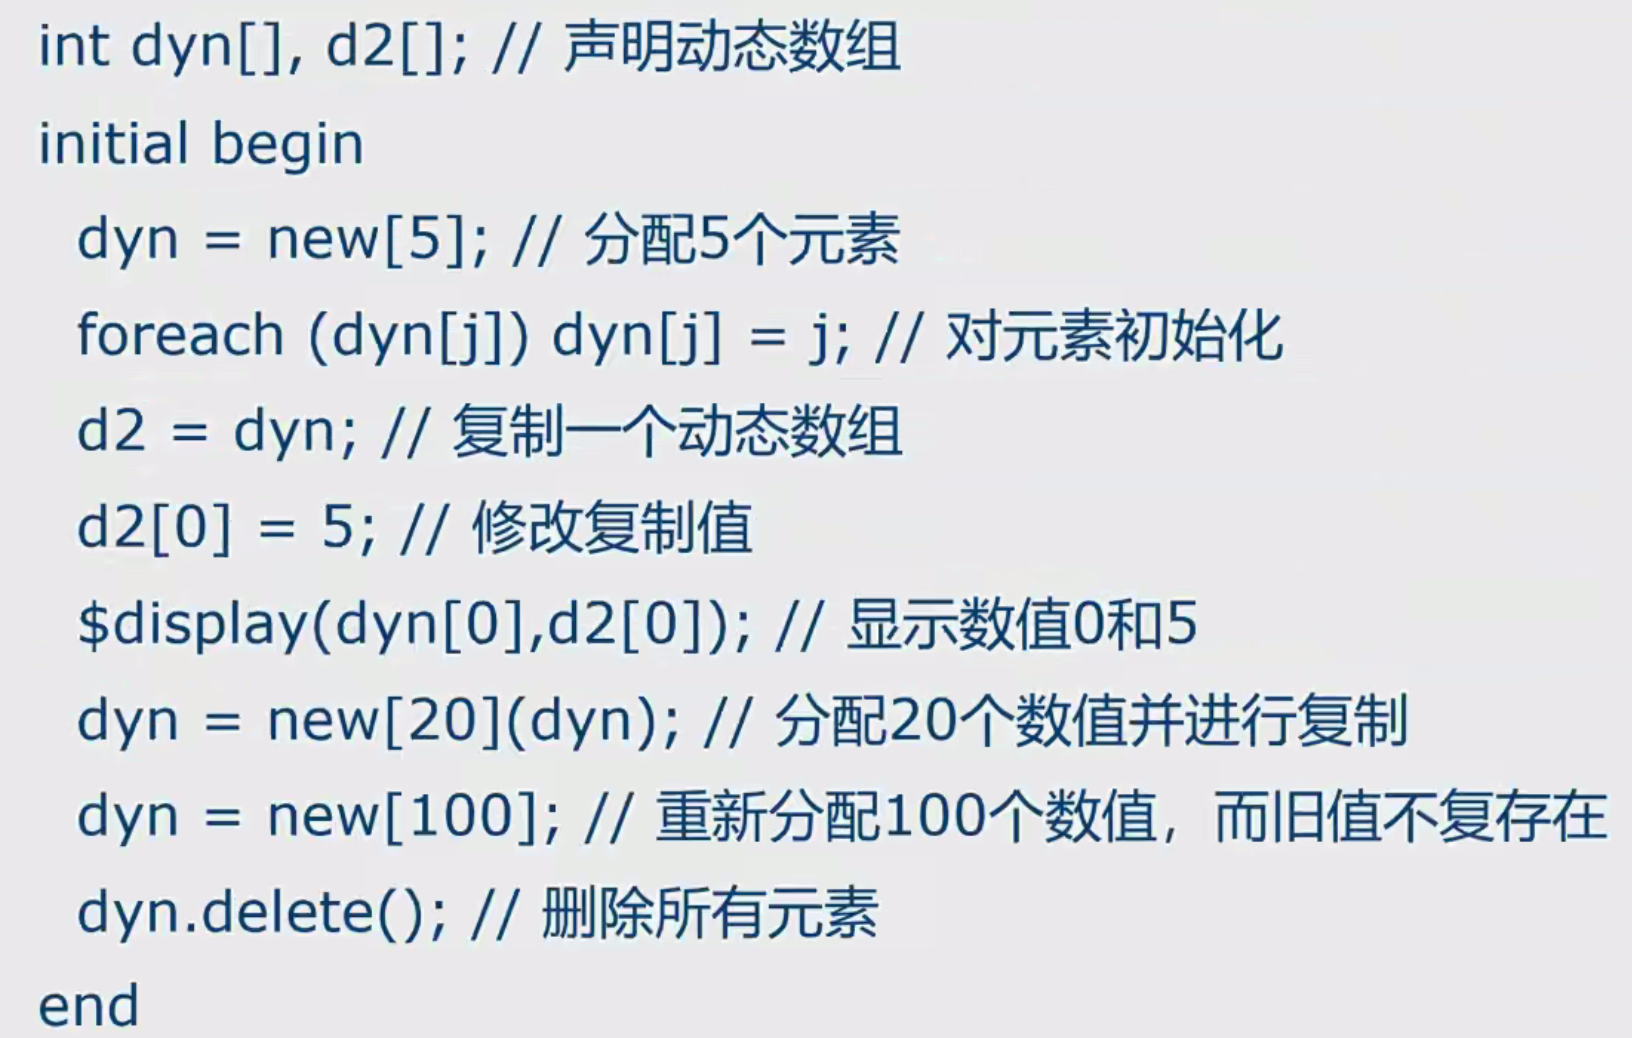 int dyn[], d2[]; // 声明动态数组
initial begin
dyn = new[5]; // 分配5个元素
foreach (dyn[j]) dyn[j] = j; // 对元素初始化
d2 = dyn; // 复制一个动态数组
d2[0] = 5; // 修改复制值
$display(dyn[0],d2[0]); // 显示数值0和5
dyn = new[20](dyn); // 分配20个数值并进行复制
dyn = new[100]; // 重新分配100个数值，而旧值不复存在
dyn.delete(); // 删除所有元素
end